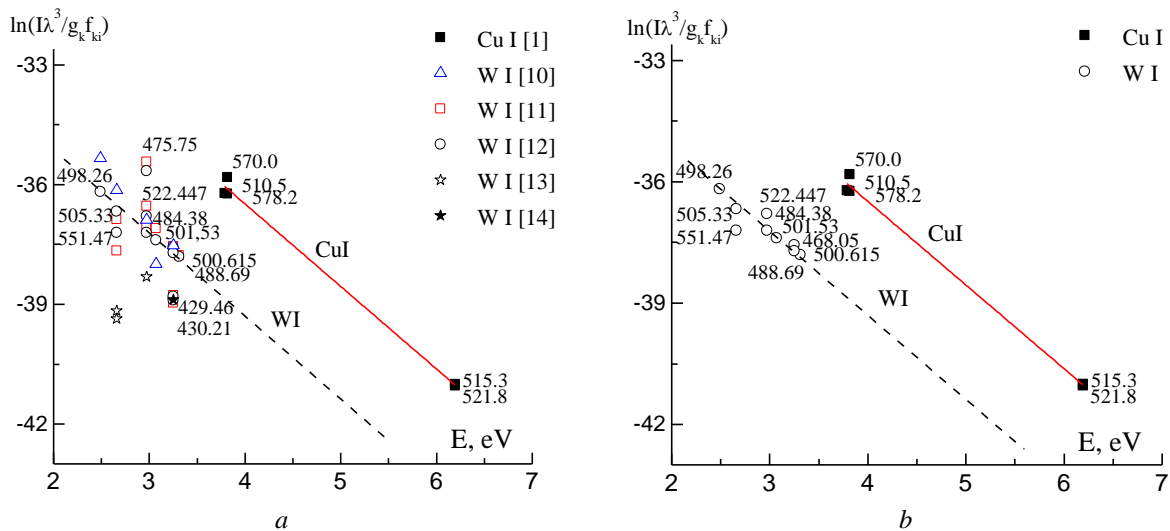 ln(Iλ³/gₖfₖᵢ)
-33
-36
-39
-42
2 3 4 5 6 7
E, eV
Cu I [1]
W I [10]
W I [11]
W I [12]
W I [13]
W I [14]
475.75
498.26
570.0
522.447
510.5
578.2
505.33
484.38
501,53
551.47
500.615
488.69
429.46
430.21
CuI
WI
515.3
521.8
a
ln(Iλ³/gₖfₖᵢ)
-33
-36
-39
-42
2 3 4 5 6 7
E, eV
Cu I
W I
498.26
570.0
522.447
510.5
578.2
505.33
484.38
501,53
551.47
468.05
500.615
488.69
CuI
WI
515.3
521.8
b